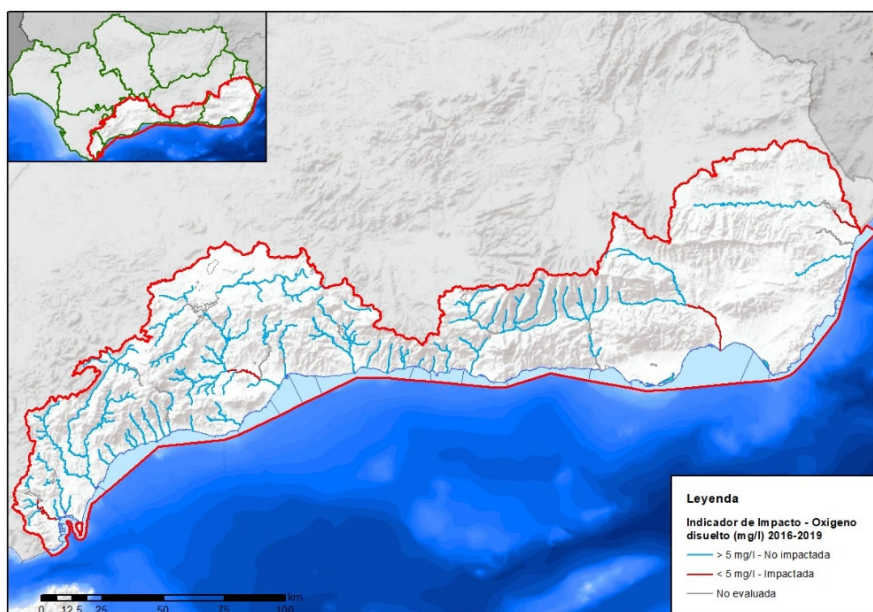 Leyenda
Indicador de Impacto - Oxígeno
disuelto (mg/l) 2016-2019
> 5 mg/l - No impactada
< 5 mg/l - Impactada
No evaluada
0 12,5 25 50 75 100
km